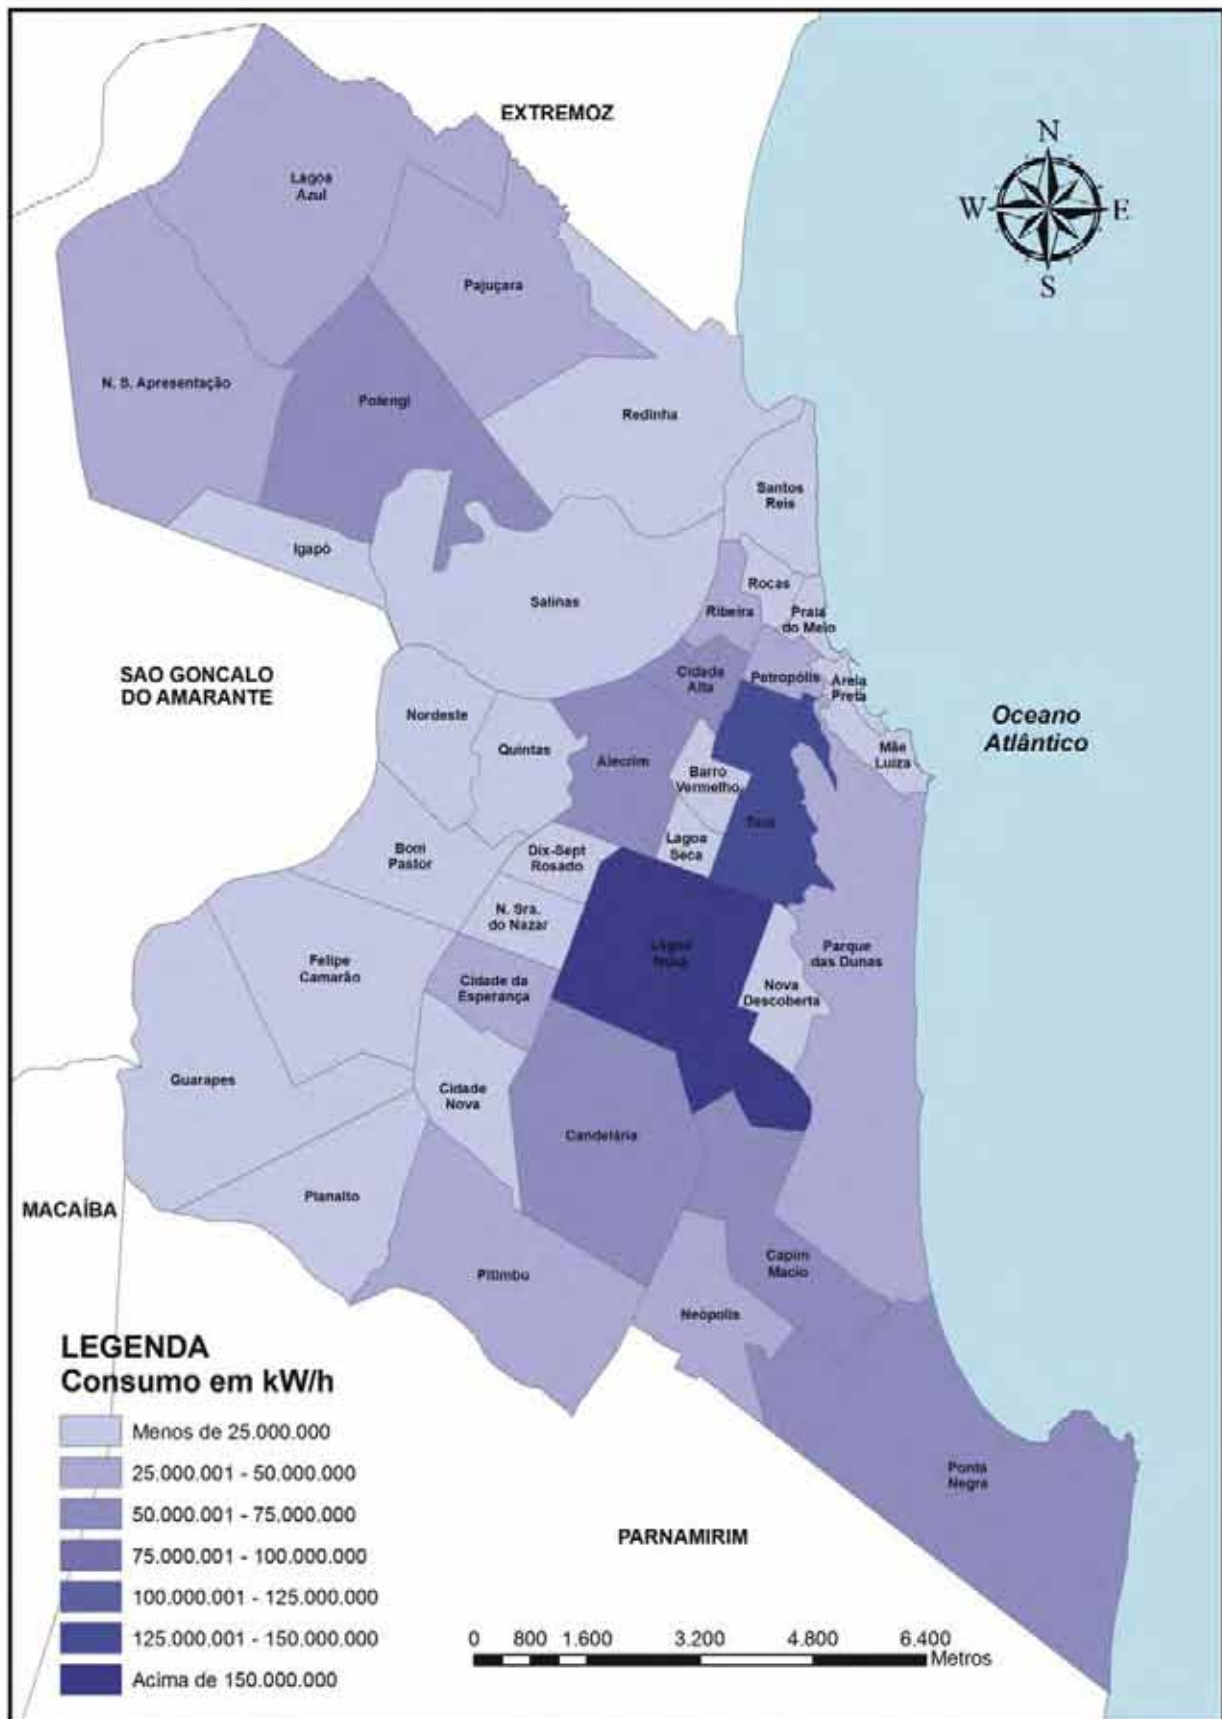 EXTREMOZ
N
W
E
S
Lagoa
Azul
Pajuçara
N. S. Apresentação
Potengi
Redinha
Santos
Reis
Igapó
Salinas
Rocas
Ribeira
Praia
do Meio
SAO GONCALO
DO AMARANTE
Cidade
Alta
Petropólis
Areia
Preta
Oceano
Atlântico
Nordeste
Quintas
Alecrim
Mãe
Luiza
Barro
Vermelho
Tirol
Lagoa
Seca
Bom
Pastor
Dix-Sept
Rosado
N. Sra.
do Nazar
Lagoa
Nova
Parque
das Dunas
Felipe
Camarão
Cidade da
Esperança
Nova
Descoberta
Guarapes
Cidade
Nova
Candelária
Planalto
MACAÍBA
Pitimbu
Capim
Macio
Neópolis
LEGENDA
Consumo em kW/h
Menos de 25.000.000
25.000.001 - 50.000.000
50.000.001 - 75.000.000
75.000.001 - 100.000.000
100.000.001 - 125.000.000
125.000.001 - 150.000.000
Acima de 150.000.000
Ponta
Negra
PARNAMIRIM
0 800 1.600 3.200 4.800 6.400
Metros